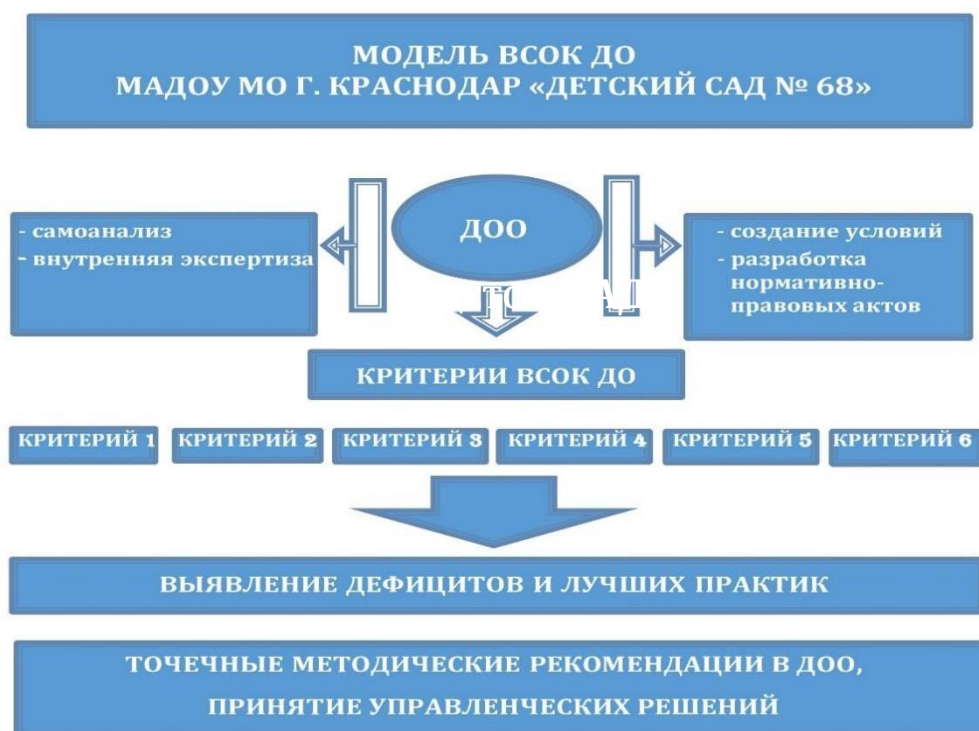 МОДЕЛЬ ВСОК ДО
МАДОУ МО Г. КРАСНОДАР «ДЕТСКИЙ САД № 68»
ДОО
- самоанализ
- внутренняя экспертиза
- создание условий
- разработка
нормативно-
правовых актов
КРИТЕРИИ ВСОК ДО
КРИТЕРИЙ 1
КРИТЕРИЙ 2
КРИТЕРИЙ 3
КРИТЕРИЙ 4
КРИТЕРИЙ 5
КРИТЕРИЙ 6
ВЫЯВЛЕНИЕ ДЕФИЦИТОВ И ЛУЧШИХ ПРАКТИК
ТОЧЕЧНЫЕ МЕТОДИЧЕСКИЕ РЕКОМЕНДАЦИИ В ДОО,
ПРИНЯТИЕ УПРАВЛЕНЧЕСКИХ РЕШЕНИЙ